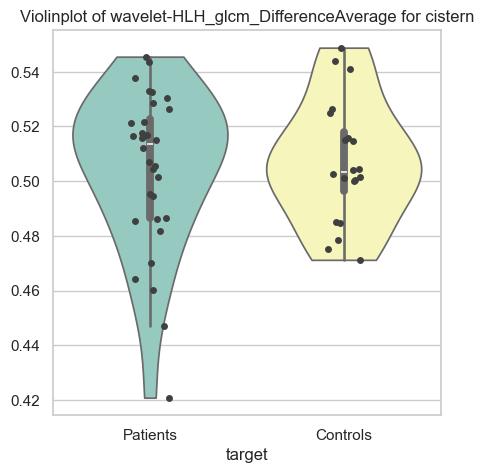 Violinplot of wavelet-HLH_glcm_DifferenceAverage for cistern
0.54
0.52
0.50
0.48
0.46
0.44
0.42
Patients
Controls
target